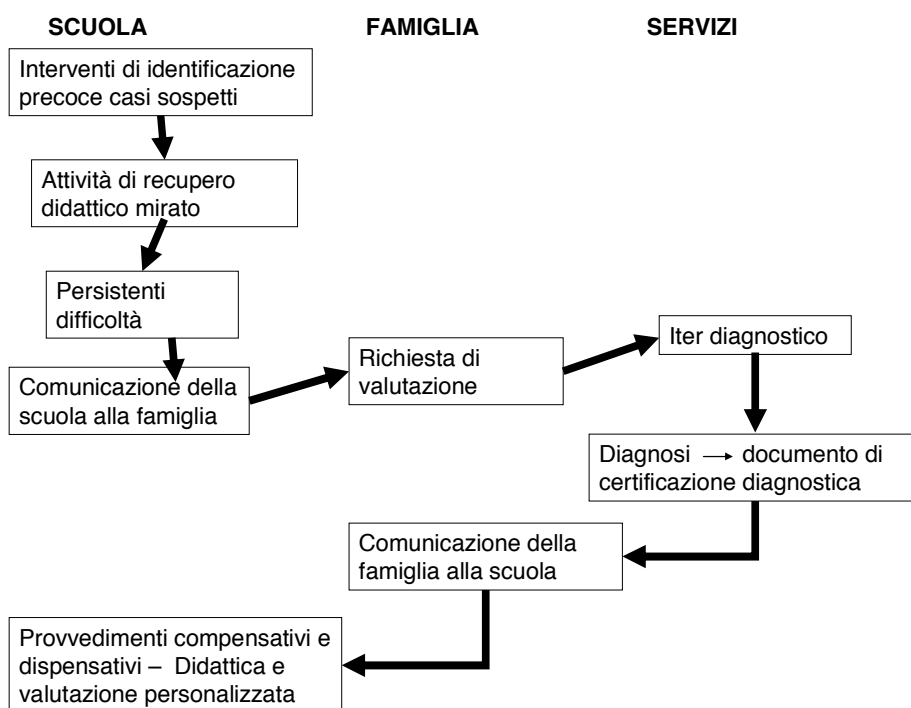 SCUOLA
FAMIGLIA
SERVIZI
Interventi di identificazione
precoce casi sospetti
Attività di recupero
didattico mirato
Persistenti
difficoltà
Comunicazione della
scuola alla famiglia
Richiesta di
valutazione
Iter diagnostico
Diagnosi → documento di
certificazione diagnostica
Comunicazione della
famiglia alla scuola
Provvedimenti compensativi e
dispensativi – Didattica e
valutazione personalizzata